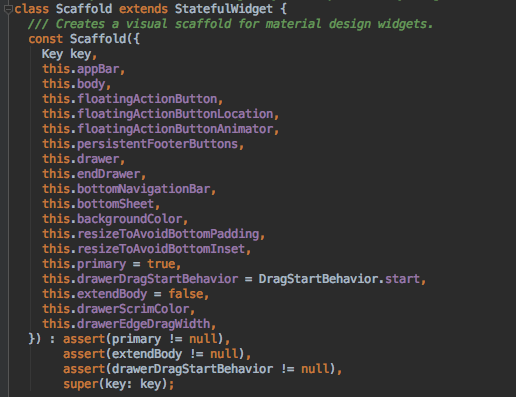 class Scaffold extends StatefulWidget {
/// Creates a visual scaffold for material design widgets.
const Scaffold({
Key key,
this.appBar,
this.body,
this.floatingActionButton,
this.floatingActionButtonLocation,
this.floatingActionButtonAnimator,
this.persistentFooterButtons,
this.drawer,
this.endDrawer,
this.bottomNavigationBar,
this.bottomSheet,
this.backgroundColor,
this.resizeToAvoidBottomPadding,
this.resizeToAvoidBottomInset,
this.primary = true,
this.drawerDragStartBehavior = DragStartBehavior.start,
this.extendBody = false,
this.drawerScrimColor,
this.drawerEdgeDragWidth,
}) : assert(primary != null),
assert(extendBody != null),
assert(drawerDragStartBehavior != null),
super(key: key);